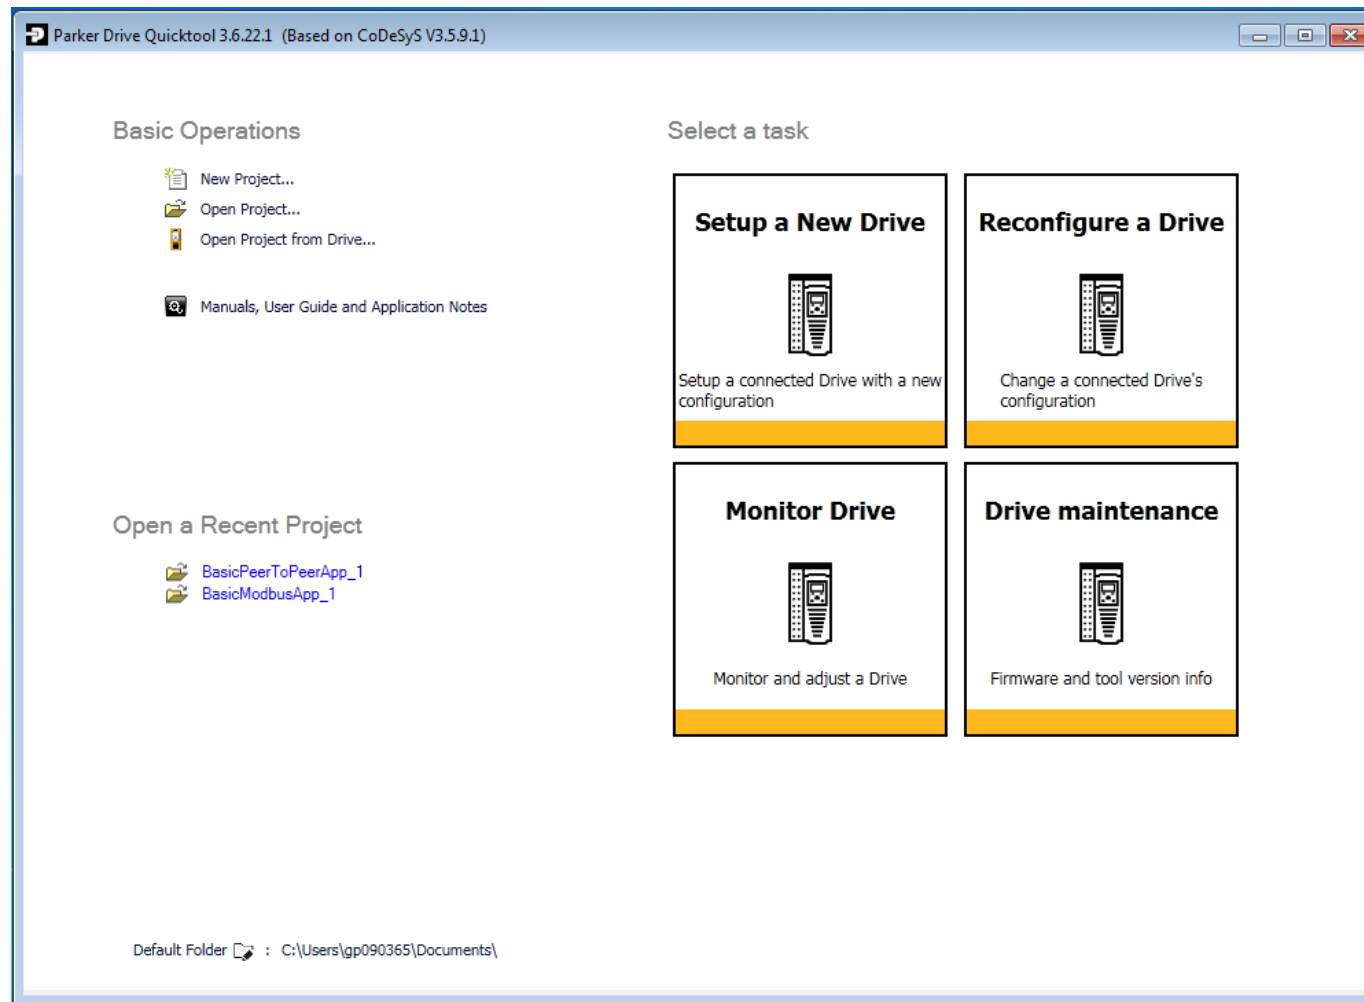 Parker Drive Quicktool 3.6.22.1 (Based on CoDeSyS V3.5.9.1)
Basic Operations
New Project...
Open Project...
Open Project from Drive...
Manuals, User Guide and Application Notes
Open a Recent Project
BasicPeerToPeerApp_1
BasicModbusApp_1
Select a task
Setup a New Drive
Setup a connected Drive with a new
configuration
Reconfigure a Drive
Change a connected Drive's
configuration
Monitor Drive
Monitor and adjust a Drive
Drive maintenance
Firmware and tool version info
Default Folder : C:\Users\gp090365\Documents\